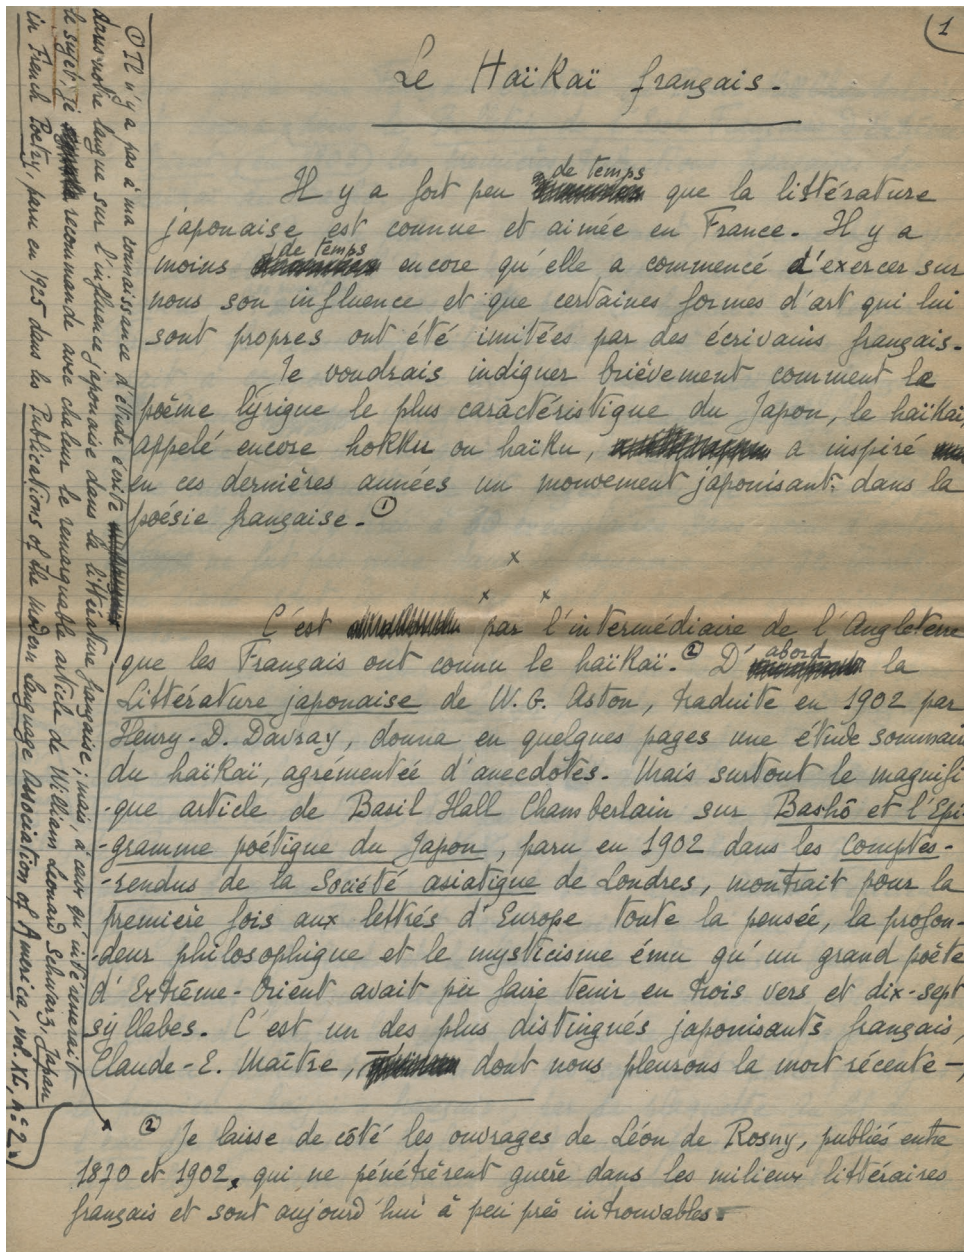 1
Le Haïkaï français.
Il y a fort peu de temps que la littérature
japonaise est connue et aimée en France. Il y a
moins de temps encore qu'elle a commencé d'exercer sur
nous son influence et que certaines formes d'art qui lui
sont propres ont été imitées par des écrivains français.
Je voudrais indiquer brièvement comment le
poème lyrique le plus caractéristique du Japon, le haïkaï,
appelé encore hokku ou haïku, a inspiré
en ces dernières années un mouvement japonisant dans la
poésie française. ①
x
x x
C'est par l'intermédiaire de l'Angleterre
que les Français ont connu le haïkaï. ② D'abord la
Littérature japonaise de W. G. Aston, traduite en 1902 par
Henry-D. Davray, donna en quelques pages une étude sommaire
du haïkaï, agrémentée d'anecdotes. Mais surtout le magnifi
-que article de Basil Hall Chamberlain sur Bashô et l'Epi-
-gramme poétique du Japon, paru en 1902 dans les Comptes-
-rendus de la Société asiatique de Londres, montrait pour la
première fois aux lettrés d'Europe toute la pensée, la profon-
-deur philosophique et le mysticisme ému qu'un grand poète
d'Extrême-Orient avait pu faire tenir en trois vers et dix-sept
syllabes. C'est un des plus distingués japonisants français,
Claude-E. Maître, dont nous pleurons la mort récente –,
② Je laisse de côté les ouvrages de Léon de Rosny, publiés entre
1870 et 1902, qui ne pénétrèrent guère dans les milieux littéraires
français et sont aujourd'hui à peu près introuvables.
① Il n'y a pas à ma connaissance d'étude écrite
dans notre langue sur l'influence japonaise dans la littérature française; mais, à ceux qu'intéresserait
le sujet, je recommande avec chaleur le remarquable article de William Leonard Schwarz, Japan
in French Poetry, paru en 1925 dans les Publications of the Modern Language Association of America, vol. XL, n° 2.